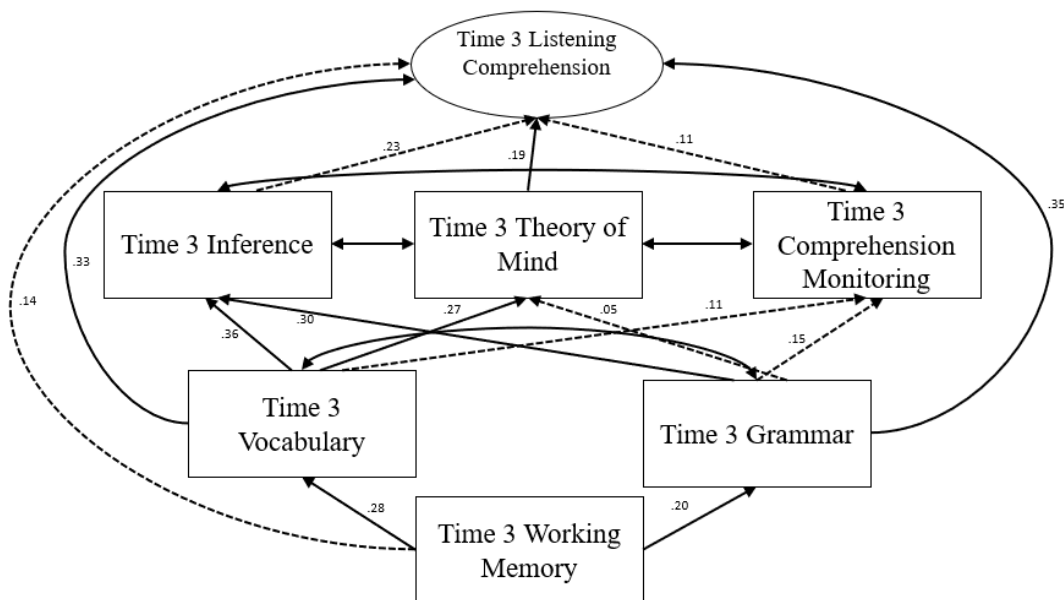 Time 3 Listening
Comprehension
.23
.19
.11
.35
Time 3 Inference
Time 3 Theory of
Mind
Time 3
Comprehension
Monitoring
.33
.14
.36
.30
.27
.05
.11
.15
Time 3
Vocabulary
Time 3 Grammar
.28
.20
Time 3 Working
Memory